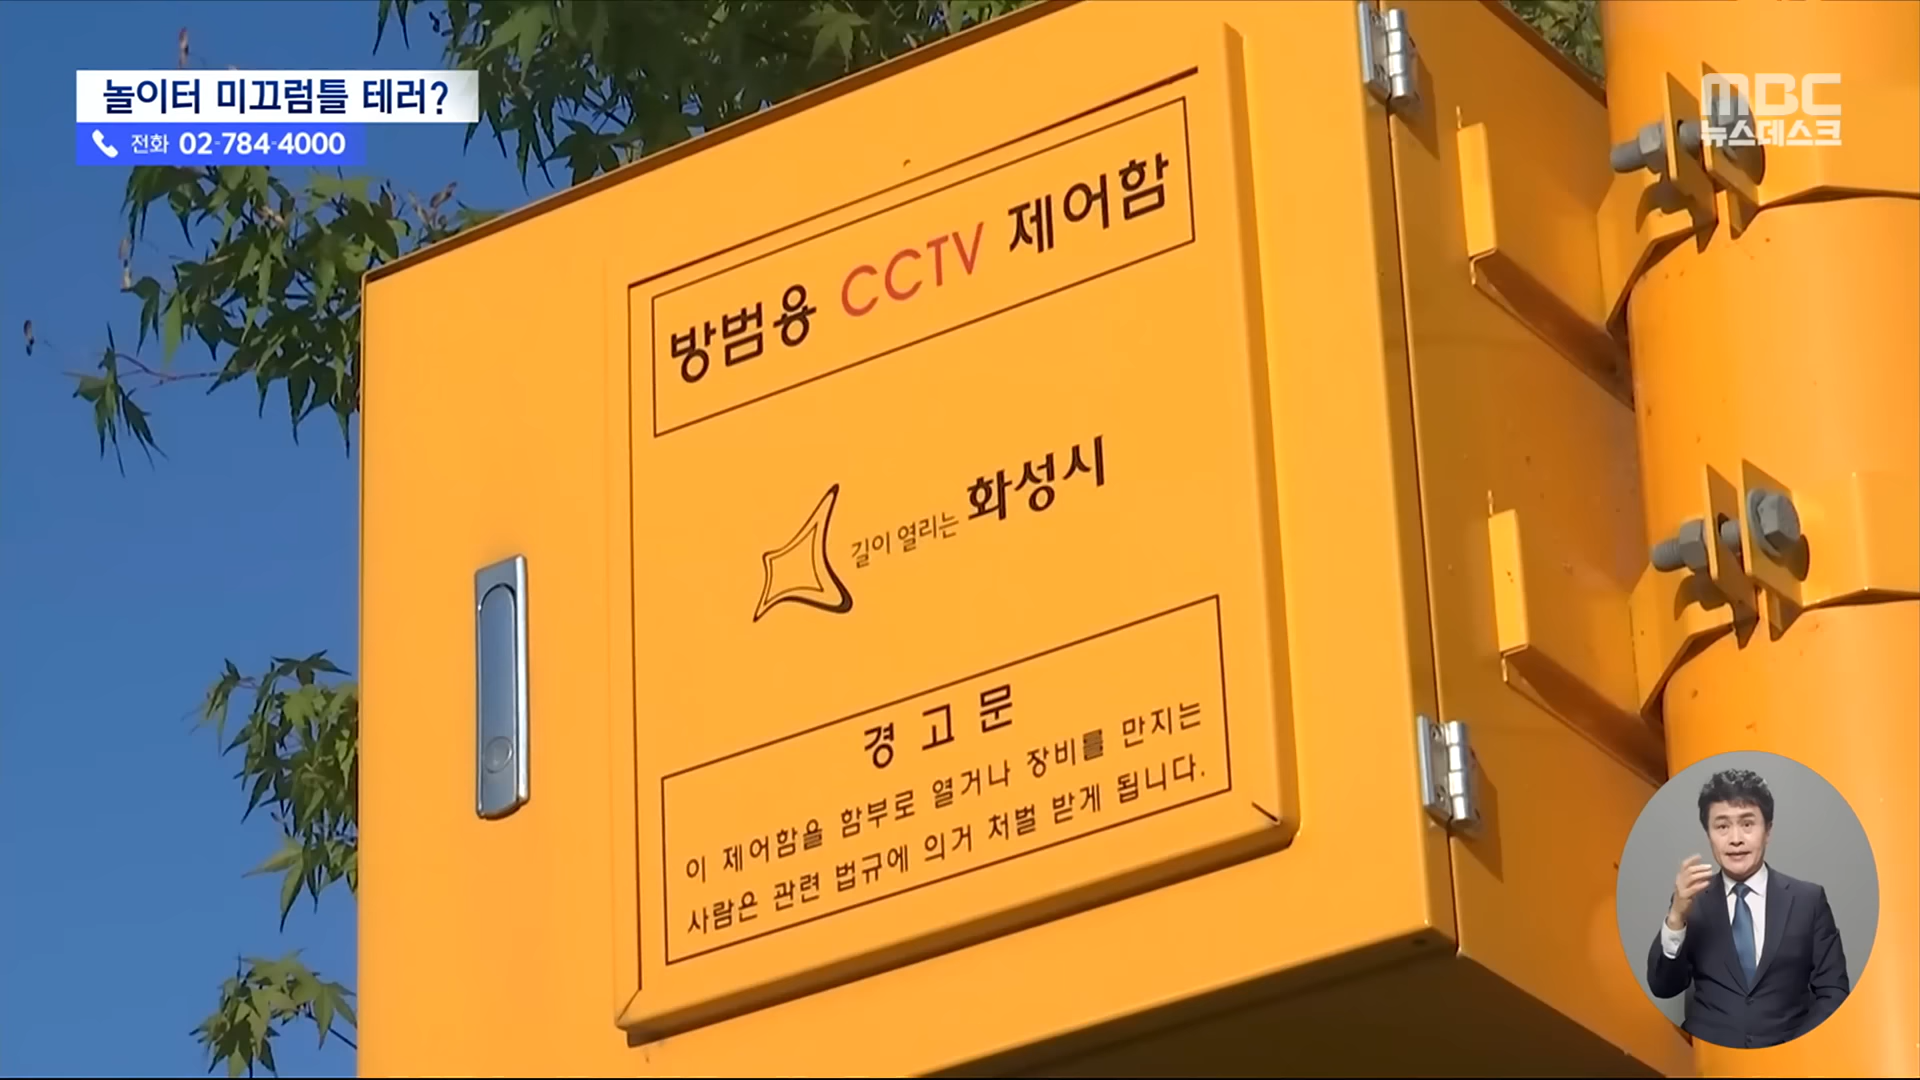 놀이터 미끄럼틀 테러?
전화 02-784-4000
MBC
뉴스데스크
방범용 CCTV 제어함
길이 열리는 화성시
경고문
이 제어함을 함부로 열거나 장비를 만지는
사람은 관련 법규에 의거 처벌 받게 됩니다.